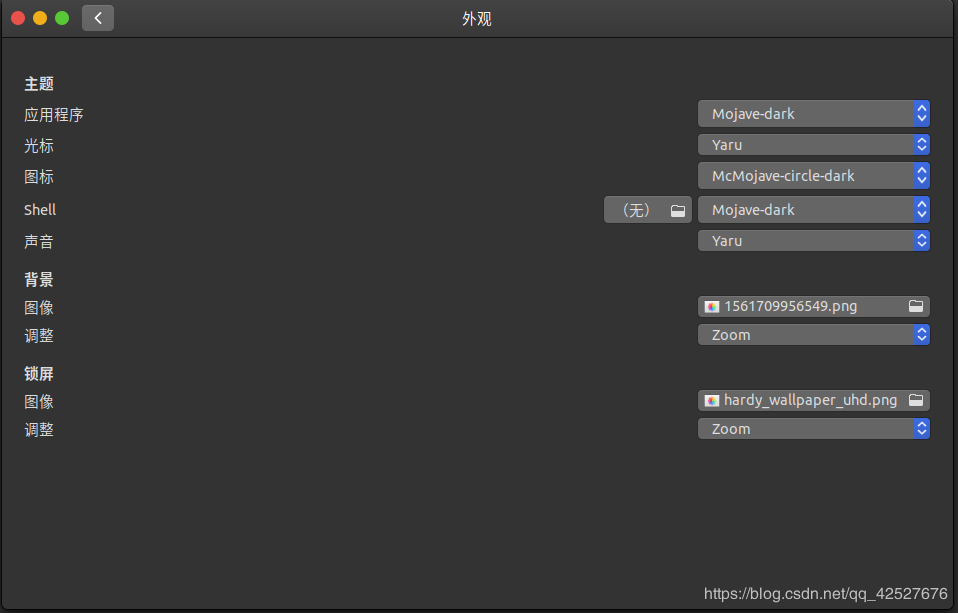 外观
主题
应用程序 Mojave-dark
光标 Yaru
图标 McMojave-circle-dark
Shell （无） Mojave-dark
声音 Yaru
背景
图像 1561709956549.png
调整 Zoom
锁屏
图像 hardy_wallpaper_uhd.png
调整 Zoom
https://blog.csdn.net/qq_42527676